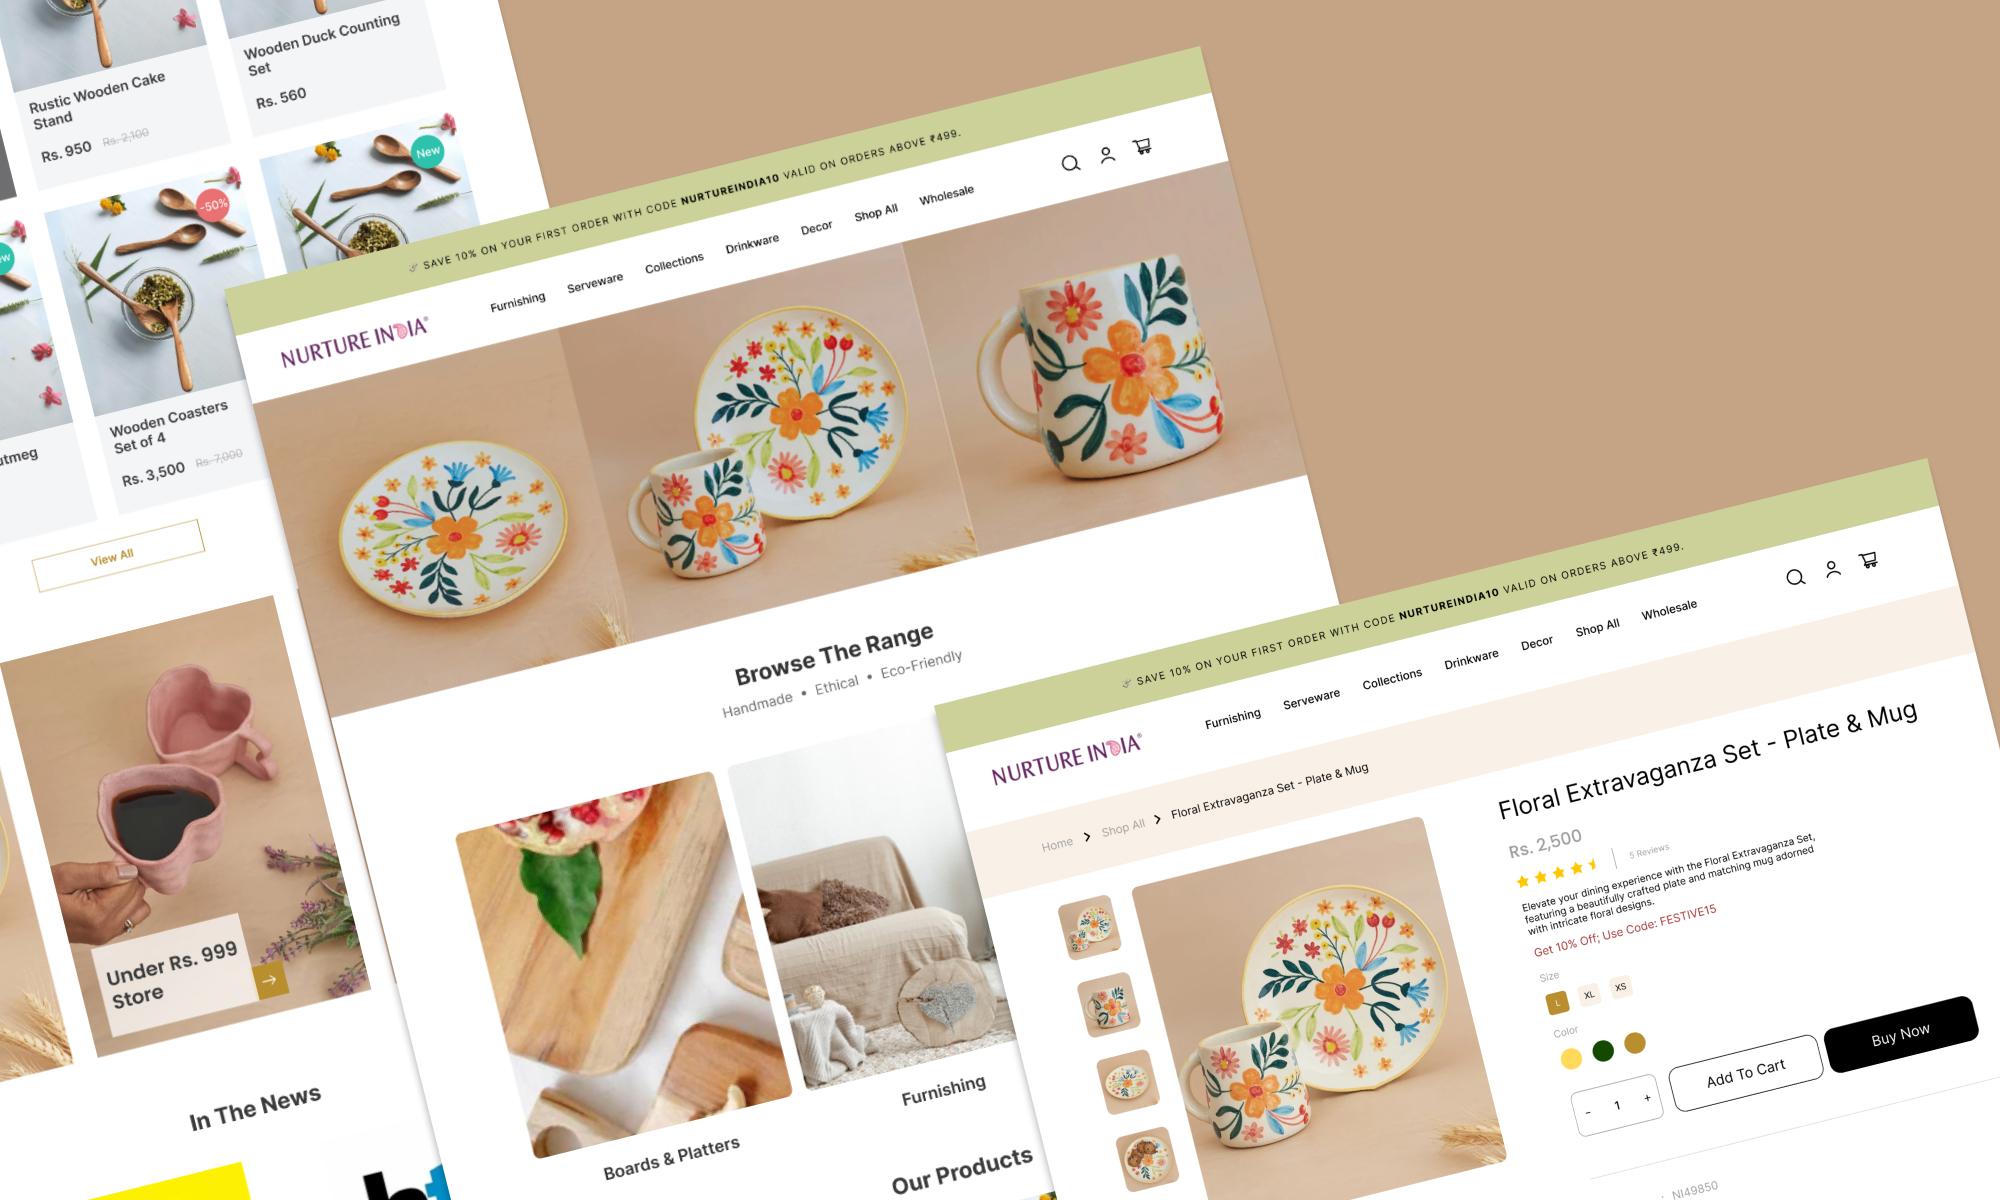 Rustic Wooden Cake
Stand
Rs. 950 Rs. 2,100
Wooden Duck Counting
Set
Rs. 560
New
-50%
Wooden Coasters
Set of 4
Rs. 3,500 Rs. 7,000
View All
Under Rs. 999
Store
In The News
SAVE 10% ON YOUR FIRST ORDER WITH CODE NURTUREINDIA10 VALID ON ORDERS ABOVE ₹499.
NURTURE INDIA®
Furnishing Serveware Collections Drinkware Decor Shop All Wholesale
Browse The Range
Handmade • Ethical • Eco-Friendly
Boards & Platters
Furnishing
Our Products
SAVE 10% ON YOUR FIRST ORDER WITH CODE NURTUREINDIA10 VALID ON ORDERS ABOVE ₹499.
NURTURE INDIA®
Furnishing Serveware Collections Drinkware Decor Shop All Wholesale
Home > Shop All > Floral Extravaganza Set - Plate & Mug
Floral Extravaganza Set - Plate & Mug
Rs. 2,500
5 Reviews
Elevate your dining experience with the Floral Extravaganza Set,
featuring a beautifully crafted plate and matching mug adorned
with intricate floral designs.
Get 10% Off; Use Code: FESTIVE15
Size
L XL XS
Color
- 1 +
Add To Cart
Buy Now
: NI49850